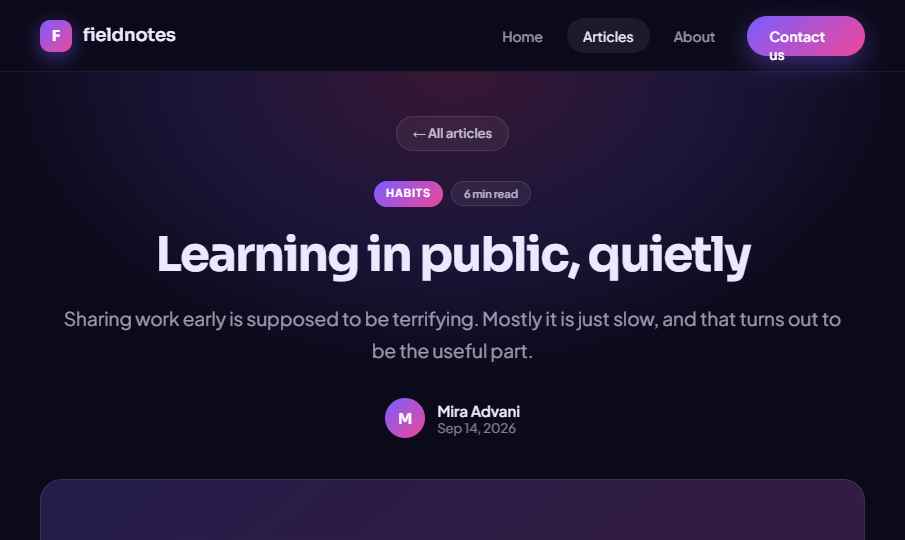 F fieldnotes Home Articles About Contact
us
← All articles
HABITS 6 min read
Learning in public, quietly
Sharing work early is supposed to be terrifying. Mostly it is just slow, and that turns out to
be the useful part.
M Mira Advani
Sep 14, 2026